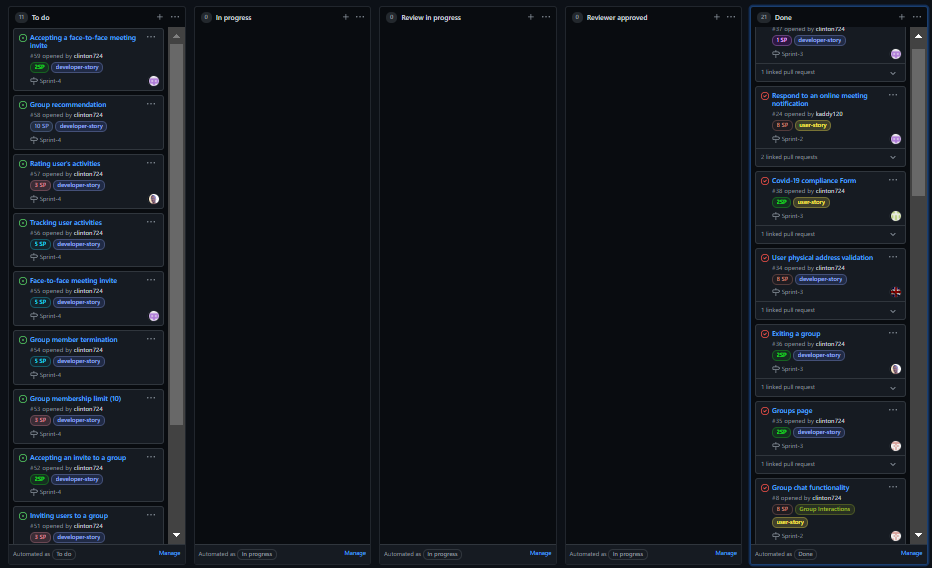 11 To do
Accepting a face-to-face meeting
invite
#59 opened by clinton724
2SP developer-story
Sprint-4
Group recommendation
#58 opened by clinton724
10 SP developer-story
Sprint-4
Rating user's activities
#57 opened by clinton724
3 SP developer-story
Sprint-4
Tracking user activities
#56 opened by clinton724
5 SP developer-story
Sprint-4
Face-to-face meeting invite
#55 opened by clinton724
5 SP developer-story
Sprint-4
Group member termination
#54 opened by clinton724
5 SP developer-story
Sprint-4
Group membership limit (10)
#53 opened by clinton724
3 SP developer-story
Sprint-4
Accepting an invite to a group
#52 opened by clinton724
2SP developer-story
Sprint-4
Inviting users to a group
#51 opened by clinton724
3 SP developer-story
Automated as To do Manage
0 In progress
Automated as In progress Manage
0 Review in progress
Automated as In progress Manage
0 Reviewer approved
Automated as In progress Manage
21 Done
#37 opened by clinton724
1 SP developer-story
Sprint-3
1 linked pull request
Respond to an online meeting
notification
#24 opened by kaddy120
8 SP user-story
Sprint-2
2 linked pull requests
Covid-19 compliance Form
#38 opened by clinton724
2SP user-story
Sprint-3
1 linked pull request
User physical address validation
#34 opened by clinton724
8 SP developer-story
Sprint-3
1 linked pull request
Exiting a group
#36 opened by clinton724
2SP developer-story
Sprint-3
1 linked pull request
Groups page
#35 opened by clinton724
2SP developer-story
Sprint-3
1 linked pull request
Group chat functionality
#8 opened by clinton724
8 SP Group Interactions
user-story
Sprint-2
Automated as Done Manage